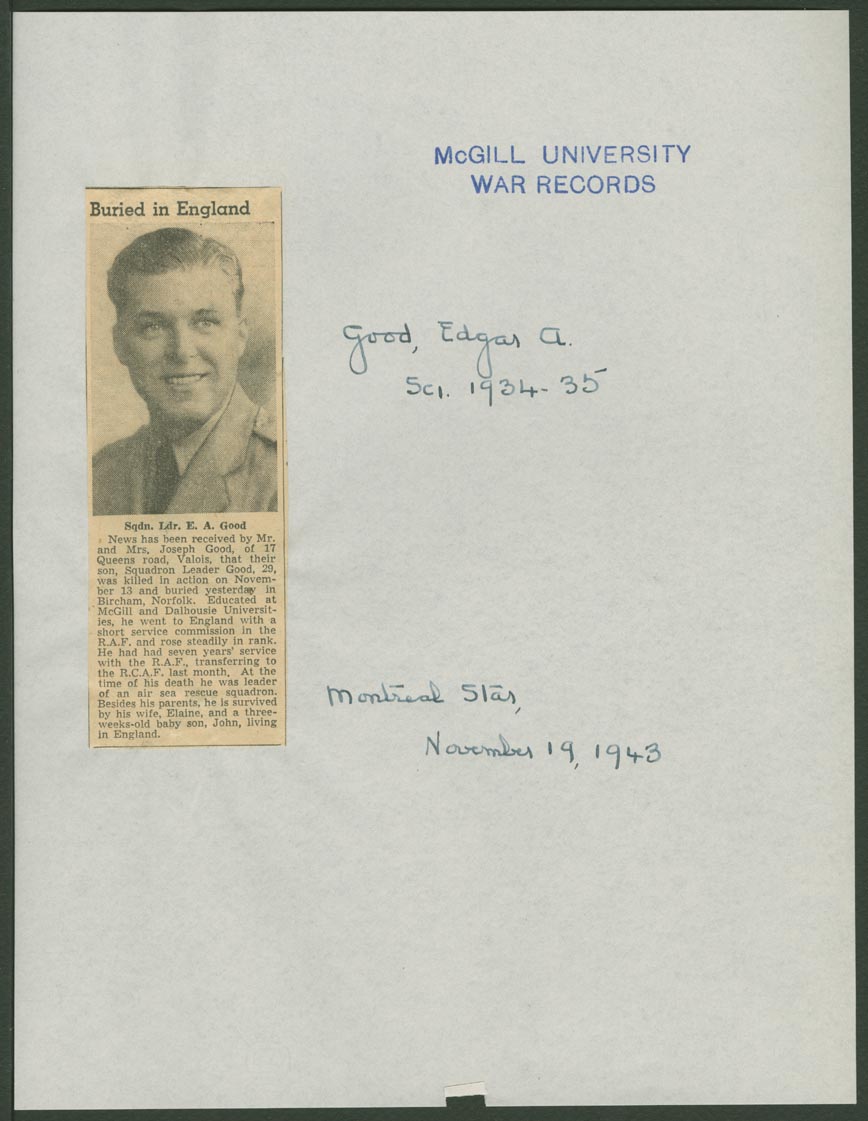 McGILL UNIVERSITY
WAR RECORDS
Buried in England
Good, Edgar A.
Sci. 1934-35
Sqdn. Ldr. E. A. Good
News has been received by Mr.
and Mrs. Joseph Good, of 17
Queens road, Valois, that their
son, Squadron Leader Good, 29,
was killed in action on Novem-
ber 13 and buried yesterday in
Bircham, Norfolk. Educated at
McGill and Dalhousie Universit-
ies, he went to England with a
short service commission in the
R.A.F. and rose steadily in rank.
He had had seven years' service
with the R.A.F., transferring to
the R.C.A.F. last month. At the
time of his death he was leader
of an air sea rescue squadron.
Besides his parents, he is survived
by his wife, Elaine, and a three-
weeks-old baby son, John, living
in England.
Montreal Star,
November 19, 1943